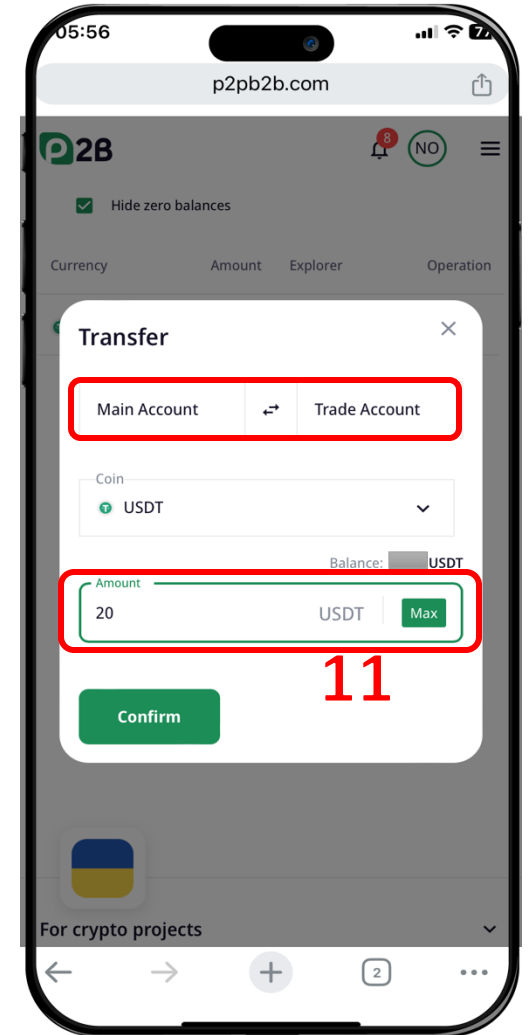 05:56
p2pb2b.com
P2B
8
NO
Hide zero balances
Currency Amount Explorer Operation
Transfer
Main Account Trade Account
Coin
USDT
Balance: USDT
Amount
20 USDT Max
11
Confirm
For crypto projects
2